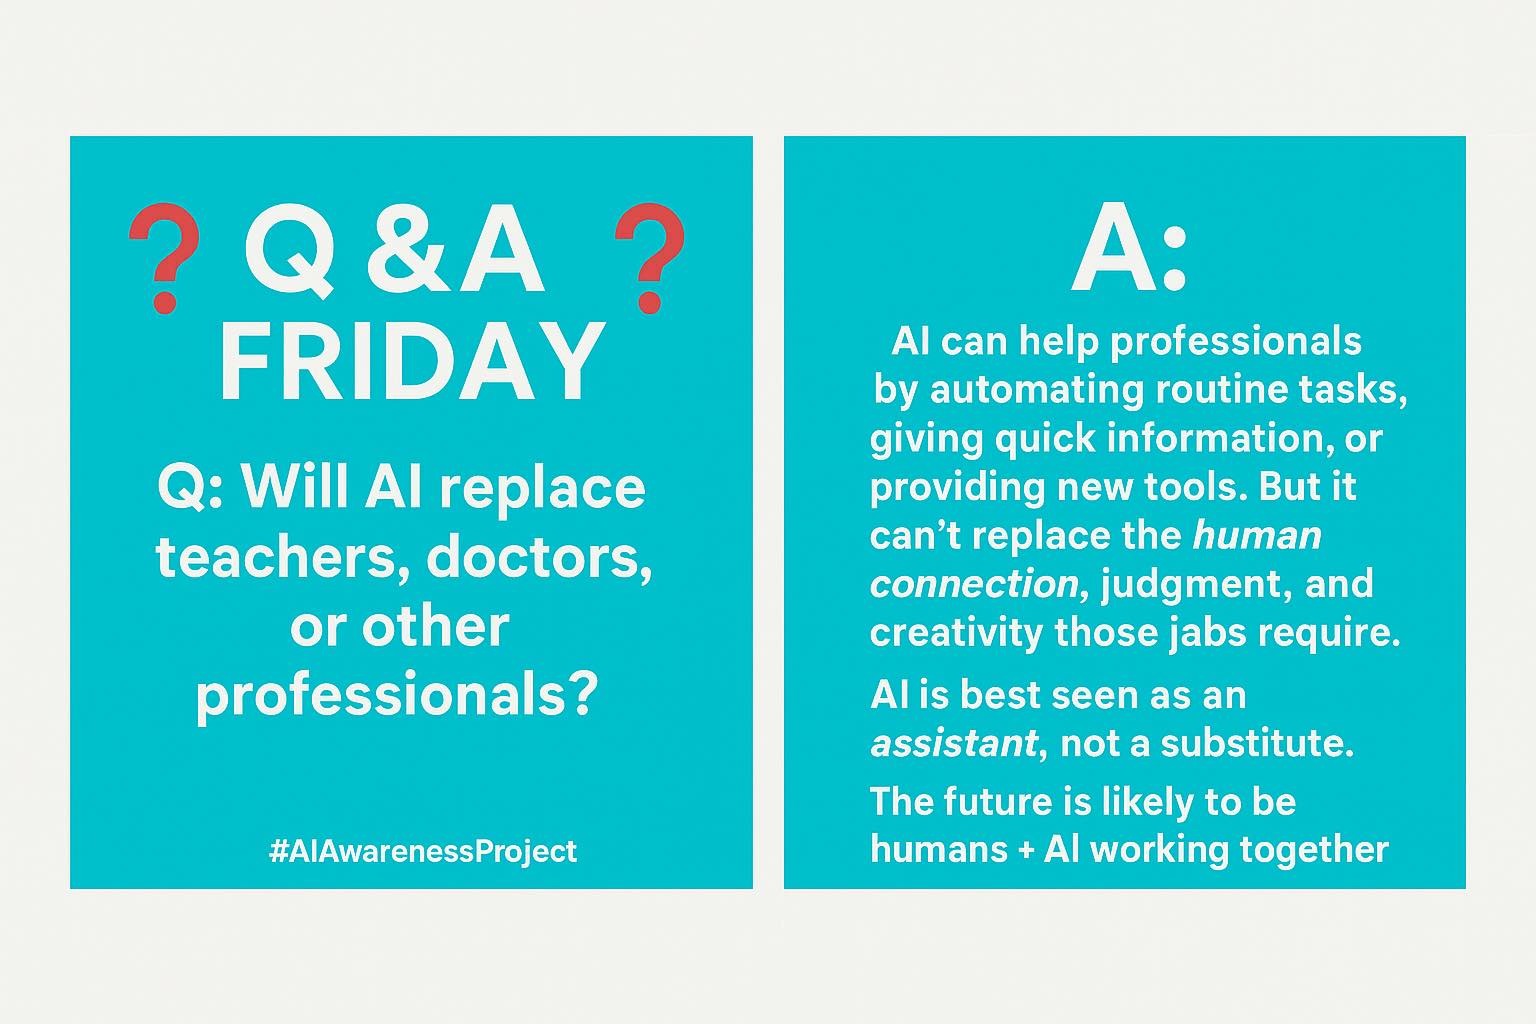 ? Q & A ?
FRIDAY
Q: Will AI replace
teachers, doctors,
or other
professionals?
#AIAwarenessProject
A:
AI can help professionals
by automating routine tasks,
giving quick information, or
providing new tools. But it
can’t replace the human
connection, judgment, and
creativity those jabs require.
AI is best seen as an
assistant, not a substitute.
The future is likely to be
humans + AI working together